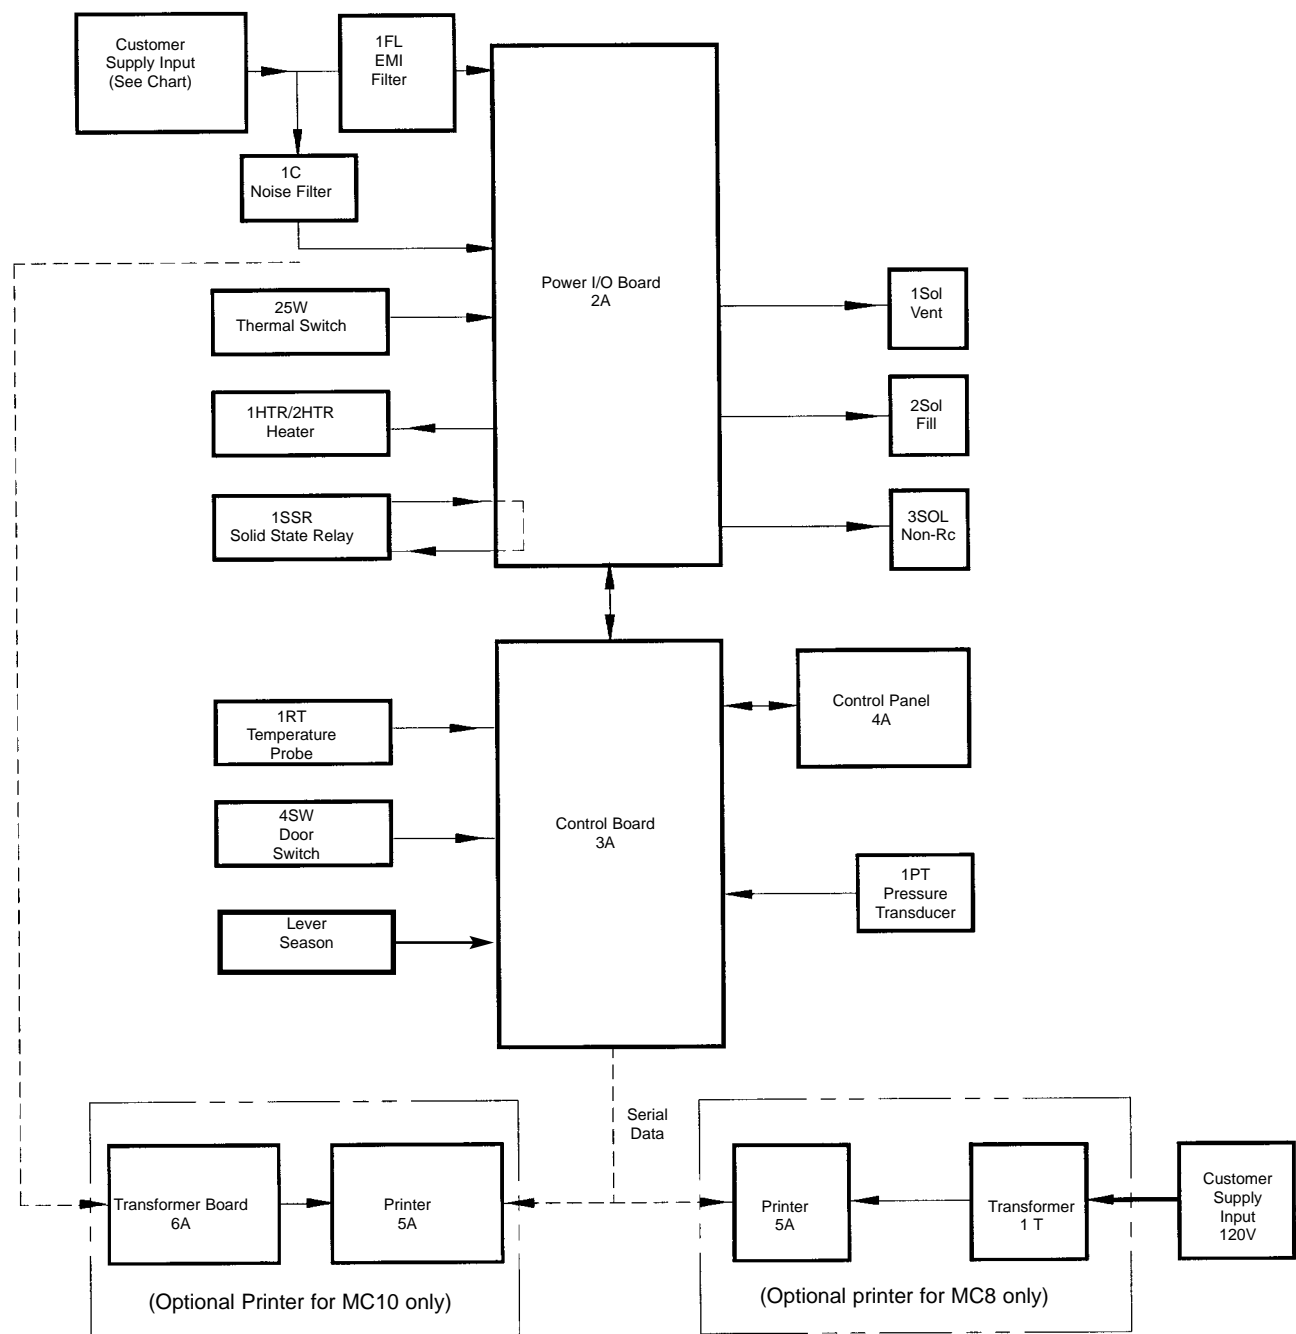 Customer
Supply Input
(See Chart)
1FL
EMI
Filter
1C
Noise Filter
Power I/O Board
2A
25W
Thermal Switch
1HTR/2HTR
Heater
1SSR
Solid State Relay
1Sol
Vent
2Sol
Fill
3SOL
Non-Rc
1RT
Temperature
Probe
4SW
Door
Switch
Lever
Season
Control Board
3A
Control Panel
4A
1PT
Pressure
Transducer
Serial
Data
Transformer Board
6A
Printer
5A
(Optional Printer for MC10 only)
Printer
5A
Transformer
1 T
(Optional printer for MC8 only)
Customer
Supply
Input
120V